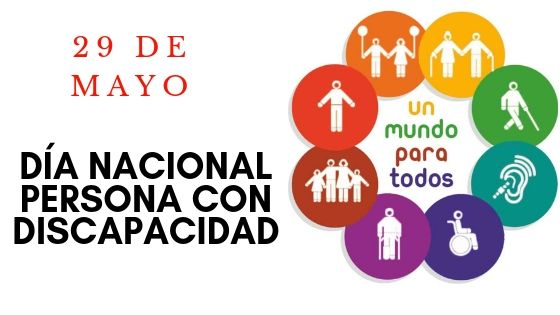 29 DE
MAYO
DÍA NACIONAL
PERSONA CON
DISCAPACIDAD
un
mundo
para
todos